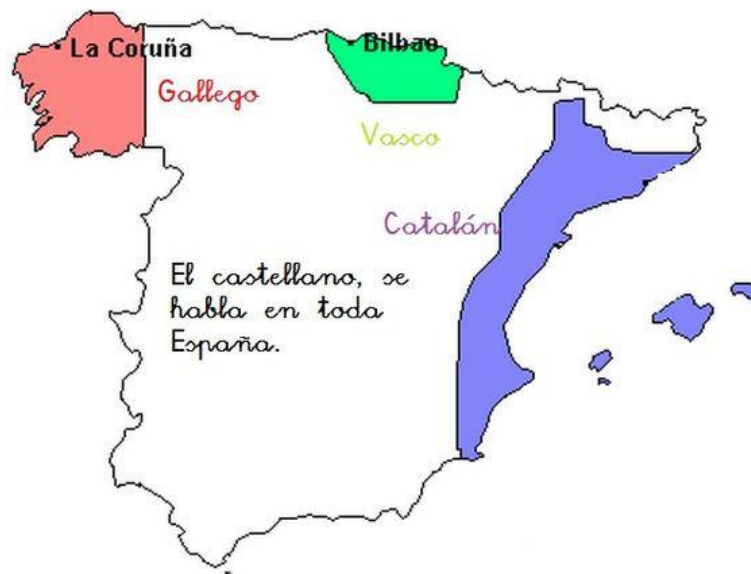 La Coruña
Bilbao
Gallego
Vasco
Catalán
El castellano, se
habla en toda
España.